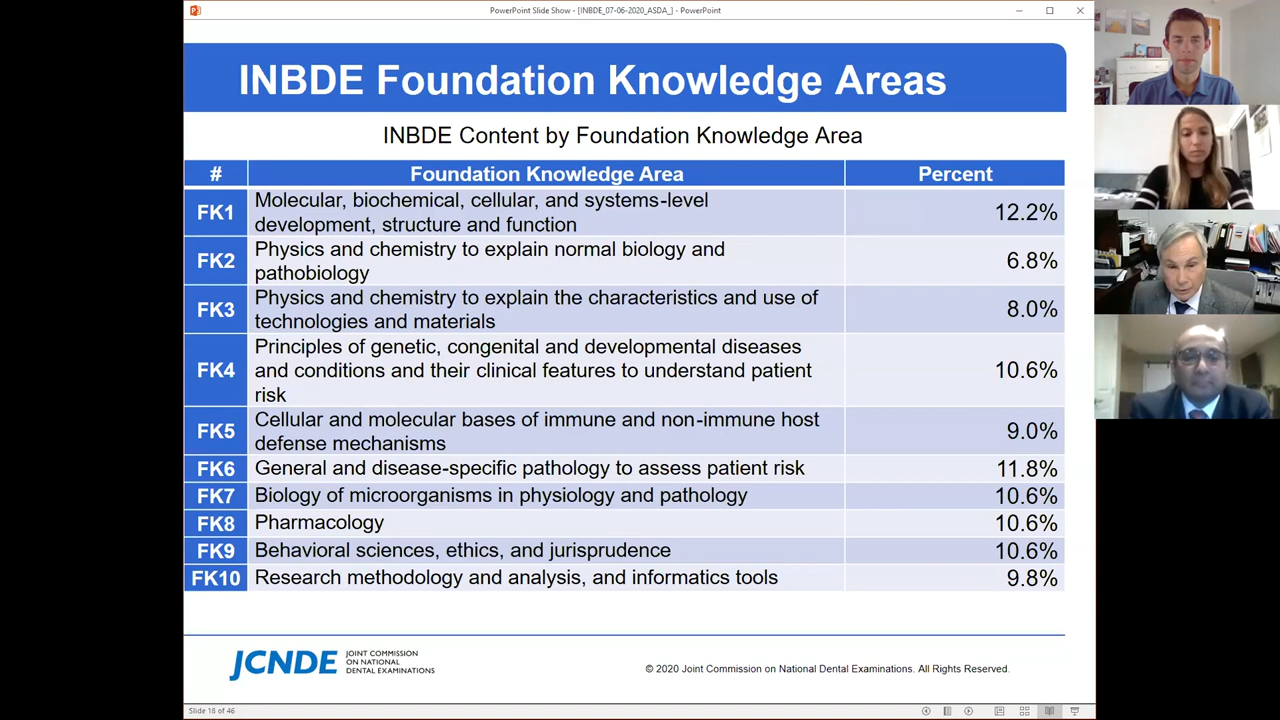 PowerPoint Slide Show - [INBDE_07-06-2020_ASDA_] - PowerPoint
INBDE Foundation Knowledge Areas
INBDE Content by Foundation Knowledge Area
# Foundation Knowledge Area Percent
FK1 Molecular, biochemical, cellular, and systems-level
development, structure and function 12.2%
FK2 Physics and chemistry to explain normal biology and
pathobiology 6.8%
FK3 Physics and chemistry to explain the characteristics and use of
technologies and materials 8.0%
FK4 Principles of genetic, congenital and developmental diseases
and conditions and their clinical features to understand patient
risk 10.6%
FK5 Cellular and molecular bases of immune and non-immune host
defense mechanisms 9.0%
FK6 General and disease-specific pathology to assess patient risk 11.8%
FK7 Biology of microorganisms in physiology and pathology 10.6%
FK8 Pharmacology 10.6%
FK9 Behavioral sciences, ethics, and jurisprudence 10.6%
FK10 Research methodology and analysis, and informatics tools 9.8%
JCNDE
JOINT COMMISSION
ON NATIONAL
DENTAL EXAMINATIONS
© 2020 Joint Commission on National Dental Examinations. All Rights Reserved.
Slide 18 of 46